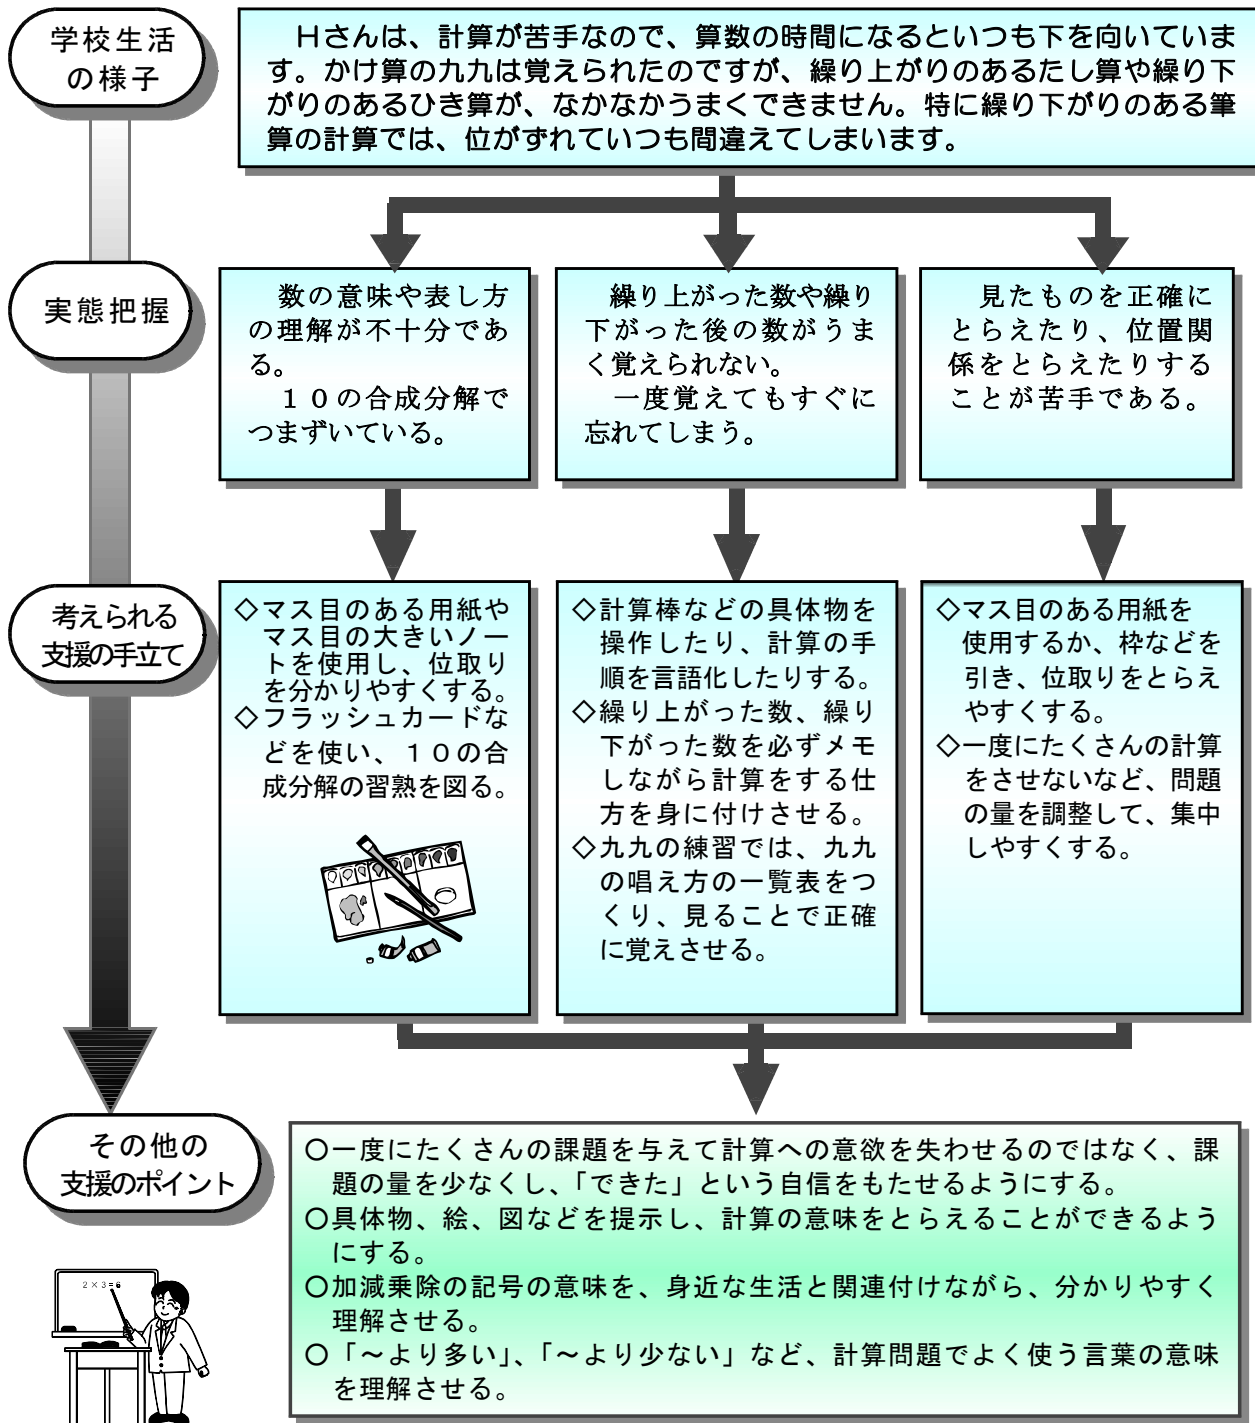 学校生活
の様子
Hさんは、計算が苦手なので、算数の時間になるといつも下を向いていま
す。かけ算の九九は覚えられたのですが、繰り上がりのあるたし算や繰り下
がりのあるひき算が、なかなかうまくできません。特に繰り下がりのある筆
算の計算では、位がずれていつも間違えてしまいます。
実態把握
数の意味や表し方
の理解が不十分であ
る。
１０の合成分解で
つまずいている。
繰り上がった数や繰り
下がった後の数がうま
く覚えられない。
一度覚えてもすぐに
忘れてしまう。
見たものを正確に
とらえたり、位置関
係をとらえたりする
ことが苦手である。
考えられる
支援の手立て
◇マス目のある用紙や
マス目の大きいノー
トを使用し、位取り
を分かりやすくする。
◇フラッシュカードな
どを使い、１０の合
成分解の習熟を図る。
◇計算棒などの具体物を
操作したり、計算の手
順を言語化したりする。
◇繰り上がった数、繰り
下がった数を必ずメモ
しながら計算をする仕
方を身に付けさせる。
◇九九の練習では、九九
の唱え方の一覧表をつ
くり、見ることで正確
に覚えさせる。
◇マス目のある用紙を
使用するか、枠などを
引き、位取りをとらえ
やすくする。
◇一度にたくさんの計算
をさせないなど、問題
の量を調整して、集中
しやすくする。
その他の
支援のポイント
○一度にたくさんの課題を与えて計算への意欲を失わせるのではなく、課
題の量を少なくし、「できた」という自信をもたせるようにする。
○具体物、絵、図などを提示し、計算の意味をとらえることができるよう
にする。
○加減乗除の記号の意味を、身近な生活と関連付けながら、分かりやすく
理解させる。
○「～より多い」、「～より少ない」など、計算問題でよく使う言葉の意味
を理解させる。
2×3=6